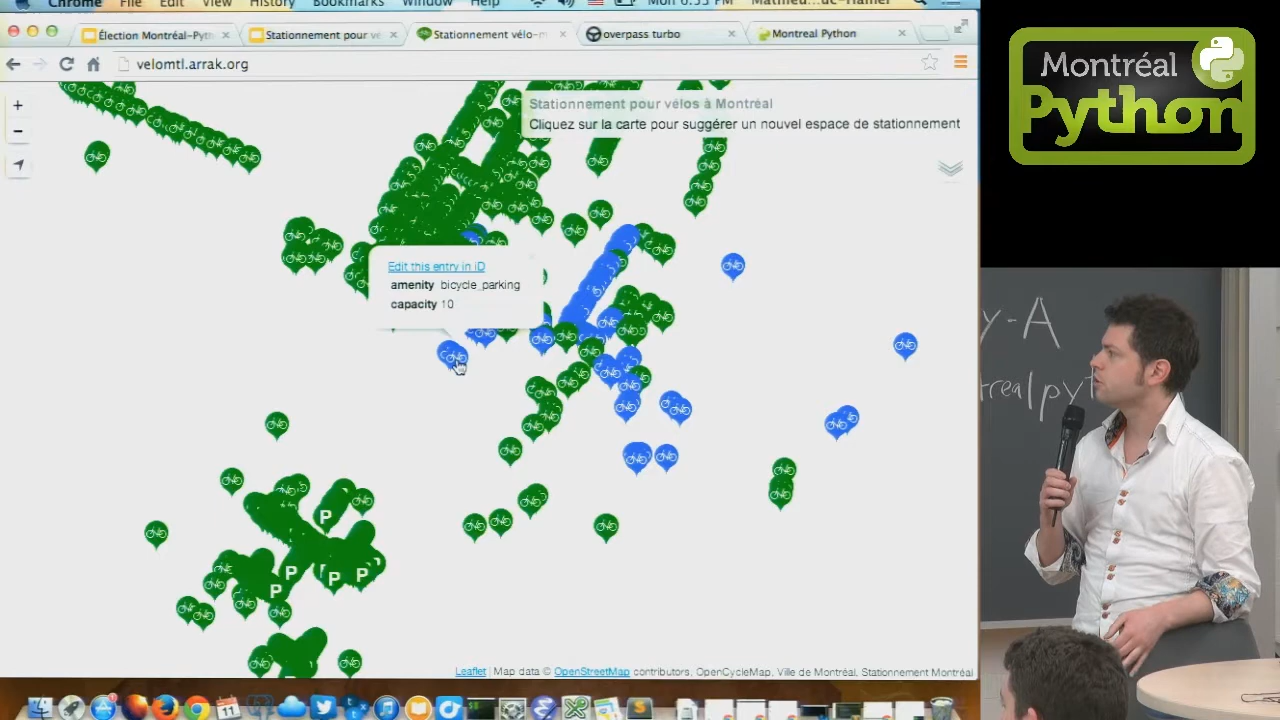 Chrome File Edit View History Bookmarks Window Help
Élection Montréal-Pyth
Stationnement pour vé
Stationnement vélo-m
overpass turbo
Montreal Python
velomtl.arrak.org
+
−
Stationnement pour vélos à Montréal
Cliquez sur la carte pour suggérer un nouvel espace de stationnement
Edit this entry in iD
amenity bicycle_parking
capacity 10
P
P
P
P
P
Leaflet | Map data © OpenStreetMap contributors, OpenCycleMap, Ville de Montréal, Stationnement Montréal
Montréal
Python
y-A
real py